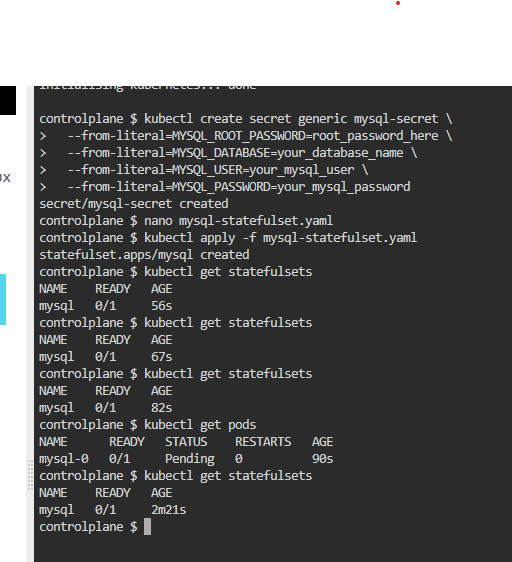 initialising Kubernetes... done
controlplane $ kubectl create secret generic mysql-secret \
>   --from-literal=MYSQL_ROOT_PASSWORD=root_password_here \
>   --from-literal=MYSQL_DATABASE=your_database_name \
>   --from-literal=MYSQL_USER=your_mysql_user \
>   --from-literal=MYSQL_PASSWORD=your_mysql_password
secret/mysql-secret created
controlplane $ nano mysql-statefulset.yaml
controlplane $ kubectl apply -f mysql-statefulset.yaml
statefulset.apps/mysql created
controlplane $ kubectl get statefulsets
NAME    READY   AGE
mysql   0/1     56s
controlplane $ kubectl get statefulsets
NAME    READY   AGE
mysql   0/1     67s
controlplane $ kubectl get statefulsets
NAME    READY   AGE
mysql   0/1     82s
controlplane $ kubectl get pods
NAME      READY   STATUS    RESTARTS   AGE
mysql-0   0/1     Pending   0          90s
controlplane $ kubectl get statefulsets
NAME    READY   AGE
mysql   0/1     2m21s
controlplane $